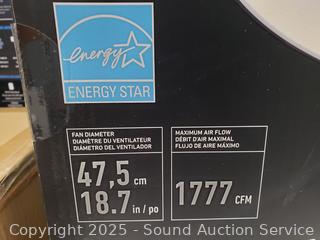 energy
ENERGY STAR
FAN DIAMETER
DIAMÈTRE DU VENTILATEUR
DIÁMETRO DEL VENTILADOR
47,5 cm
18.7 in / po
MAXIMUM AIR FLOW
DÉBIT D'AIR MAXIMAL
FLUJO DE AIRE MÁXIMO
1777 CFM
Copyright 2025 - Sound Auction Service